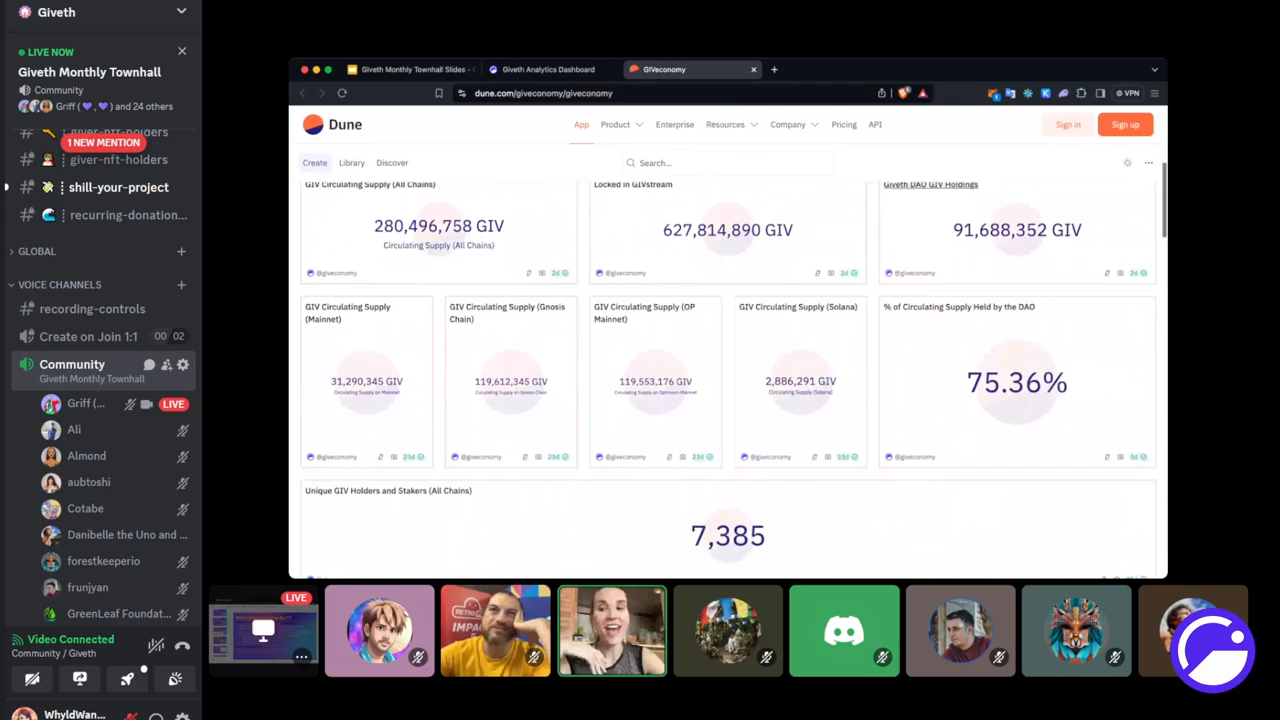 Giveth
LIVE NOW
Giveth Monthly Townhall
Community
Griff (💜,💜) and 24 others
giver-nft-holders
1 NEW MENTION
giver-nft-holders
shill-your-project
recurring-donation...
GLOBAL
VOICE CHANNELS
recording-controls
Create on Join 1:1 00 02
Community
Giveth Monthly Townhall
Griff (... LIVE
Ali
Almond
aubtoshi
Cotabe
Danibelle the Uno and ...
forestkeeperio
frunjyan
GreenLeaf Foundat...
Video Connected
Community / Giveth
WhyldWan...
Giveth Monthly Townhall Slides -
Giveth Analytics Dashboard
GIVeconomy
dune.com/giveconomy/giveconomy
VPN
Dune
App Product Enterprise Resources Company Pricing API
Sign in Sign up
Create Library Discover
Search...
GIV Circulating Supply (All Chains)
280,496,758 GIV
Circulating Supply (All Chains)
@giveconomy 2d
Locked in GIVstream
627,814,890 GIV
@giveconomy 2d
Giveth DAO GIV Holdings
91,688,352 GIV
@giveconomy 2d
GIV Circulating Supply
(Mainnet)
31,290,345 GIV
Circulating Supply on Mainnet
@giveconomy 23d
GIV Circulating Supply (Gnosis
Chain)
119,612,345 GIV
Circulating Supply on Gnosis Chain
@giveconomy 23d
GIV Circulating Supply (OP
Mainnet)
119,553,176 GIV
Circulating Supply on Optimism Mainnet
@giveconomy 23d
GIV Circulating Supply (Solana)
2,886,291 GIV
Circulating Supply (Solana)
@giveconomy 23d
% of Circulating Supply Held by the DAO
75.36%
@giveconomy 3d
Unique GIV Holders and Stakers (All Chains)
7,385
LIVE
RETRO
IMPACT